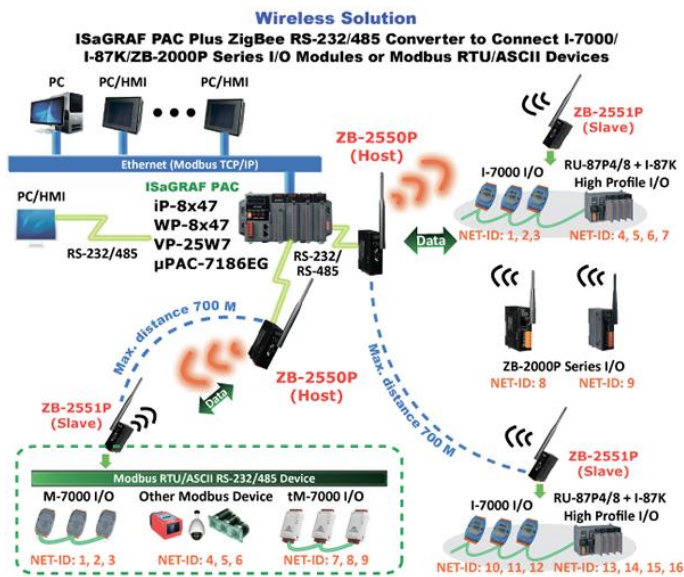 Wireless Solution
ISaGRAF PAC Plus ZigBee RS-232/485 Converter to Connect I-7000/
I-87K/ZB-2000P Series I/O Modules or Modbus RTU/ASCII Devices
PC
PC/HMI
PC/HMI
Ethernet (Modbus TCP/IP)
ZB-2550P
(Host)
ZB-2551P
(Slave)
I-7000 I/O
RU-87P4/8 + I-87K
High Profile I/O
NET-ID: 1, 2,3
NET-ID: 4, 5, 6, 7
PC/HMI
RS-232/485
ISaGRAF PAC
iP-8x47
WP-8x47
VP-25W7
µPAC-7186EG
RS-232/
RS-485
Data
Max. distance 700 M
ZB-2550P
(Host)
Data
Max. distance 700 M
ZB-2000P Series I/O
NET-ID: 8
NET-ID: 9
ZB-2551P
(Slave)
ZB-2551P
(Slave)
Modbus RTU/ASCII RS-232/485 Device
M-7000 I/O
Other Modbus Device
tM-7000 I/O
NET-ID: 1, 2, 3
NET-ID: 4, 5, 6
NET-ID: 7, 8, 9
I-7000 I/O
RU-87P4/8 + I-87K
High Profile I/O
NET-ID: 10, 11, 12
NET-ID: 13, 14, 15, 16